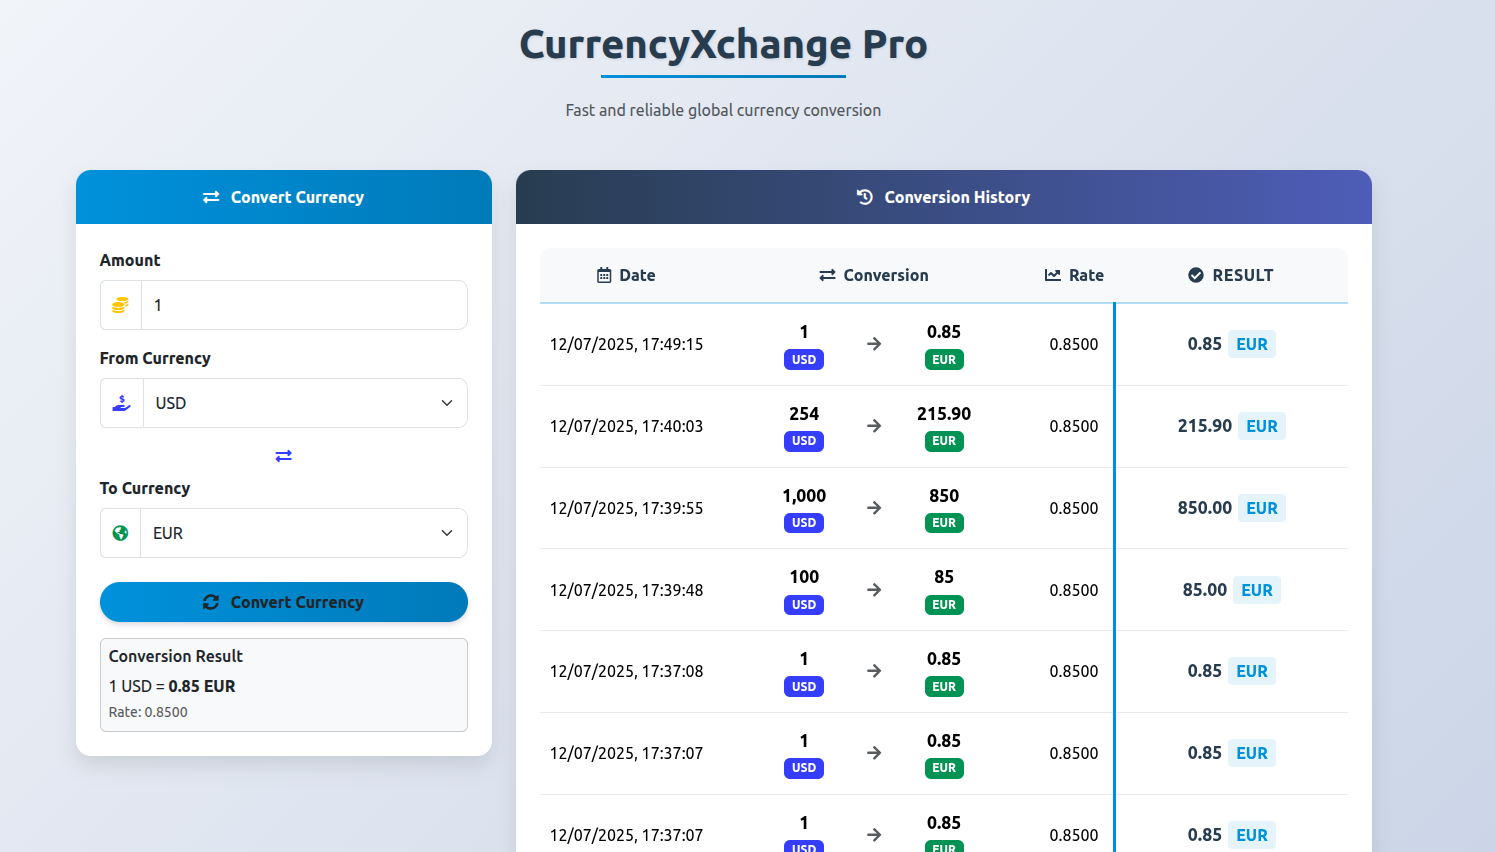 CurrencyXchange Pro
Fast and reliable global currency conversion
Convert Currency
Amount
1
From Currency
USD
To Currency
EUR
Convert Currency
Conversion Result
1 USD = 0.85 EUR
Rate: 0.8500
Conversion History
Date Conversion Rate RESULT
12/07/2025, 17:49:15 1 USD → 0.85 EUR 0.8500 0.85 EUR
12/07/2025, 17:40:03 254 USD → 215.90 EUR 0.8500 215.90 EUR
12/07/2025, 17:39:55 1,000 USD → 850 EUR 0.8500 850.00 EUR
12/07/2025, 17:39:48 100 USD → 85 EUR 0.8500 85.00 EUR
12/07/2025, 17:37:08 1 USD → 0.85 EUR 0.8500 0.85 EUR
12/07/2025, 17:37:07 1 USD → 0.85 EUR 0.8500 0.85 EUR
12/07/2025, 17:37:07 1 USD → 0.85 EUR 0.8500 0.85 EUR